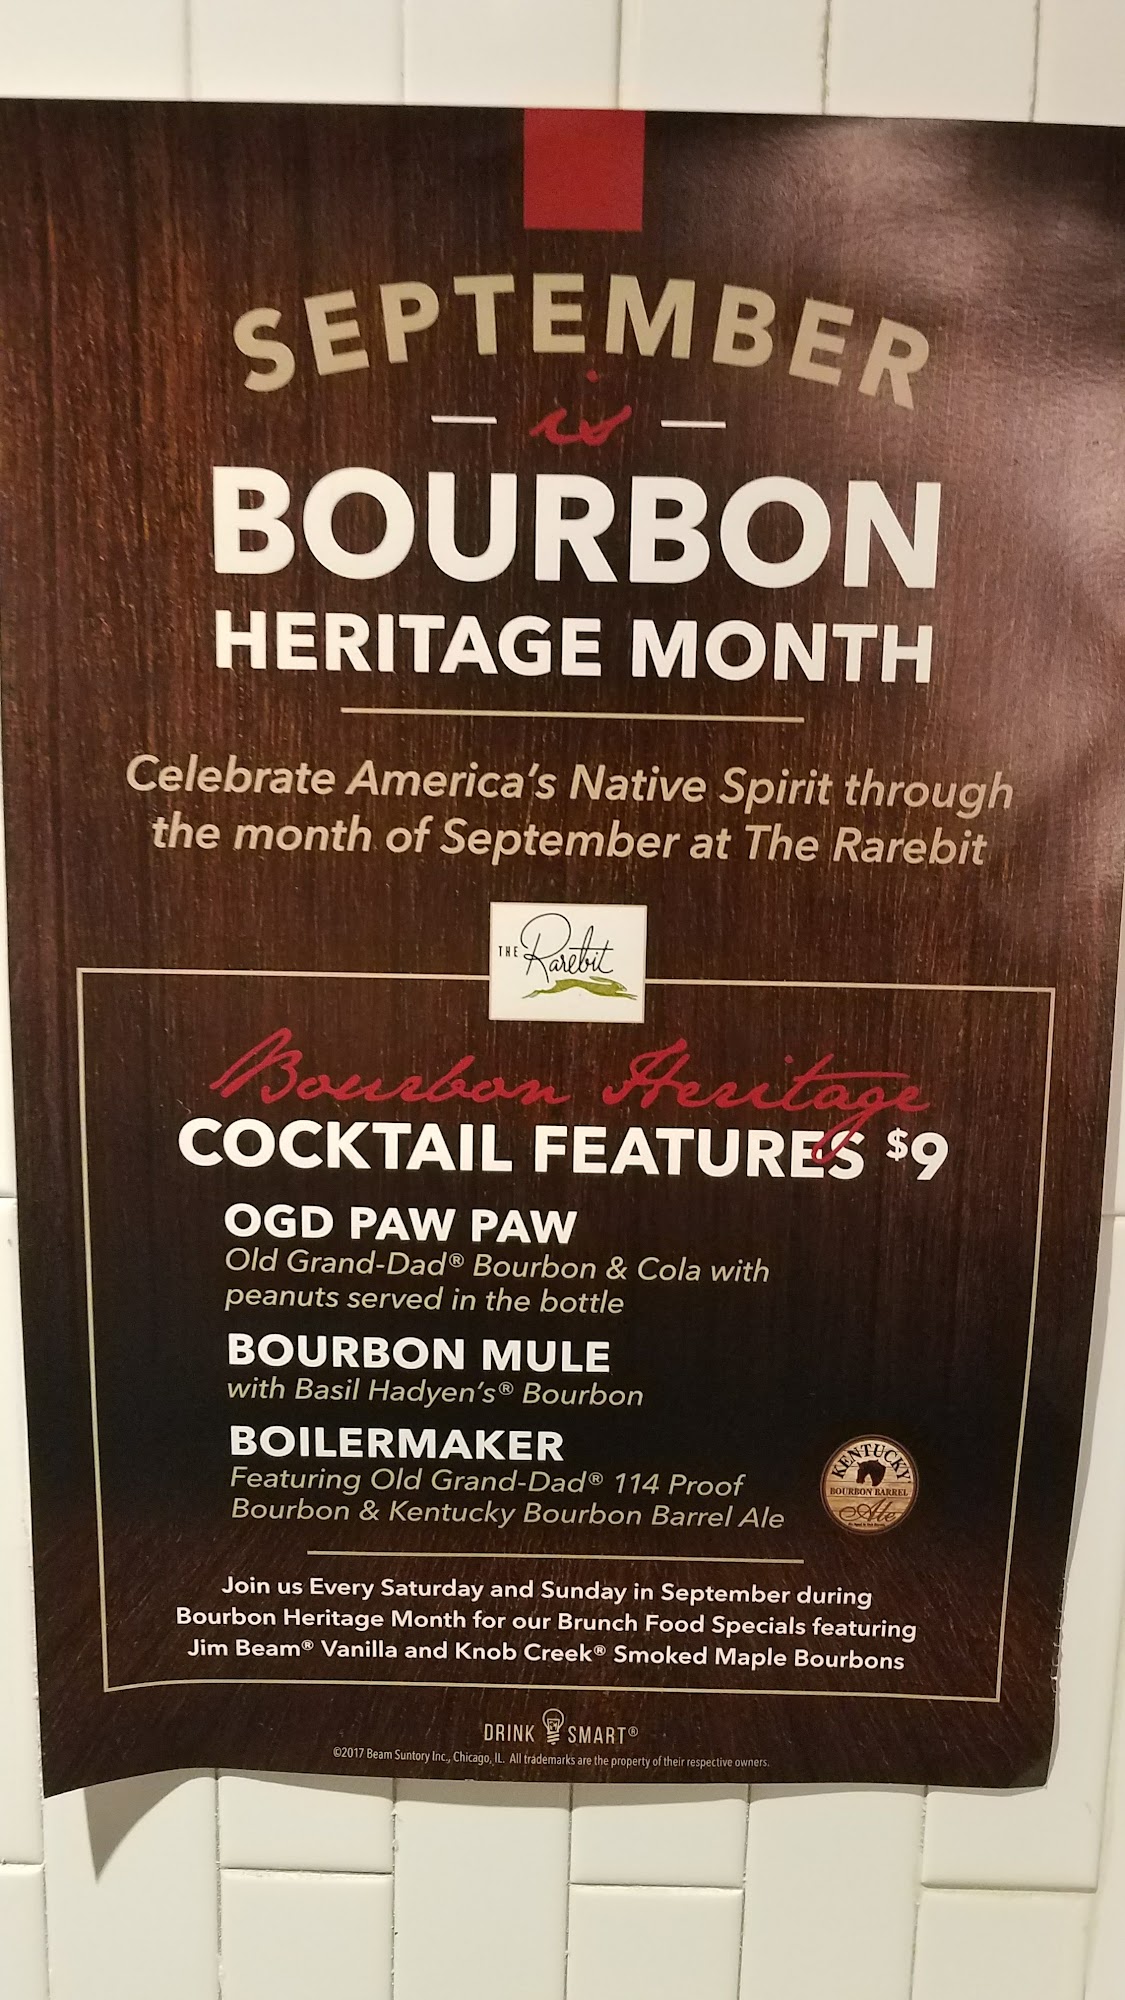 SEPTEMBER
is
BOURBON
HERITAGE MONTH
Celebrate America's Native Spirit through
the month of September at The Rarebit
THE Rarebit
Bourbon Heritage
COCKTAIL FEATURES $9
OGD PAW PAW
Old Grand-Dad® Bourbon & Cola with
peanuts served in the bottle
BOURBON MULE
with Basil Hadyen's® Bourbon
BOILERMAKER
Featuring Old Grand-Dad® 114 Proof
Bourbon & Kentucky Bourbon Barrel Ale
KENTUCKY
BOURBON BARREL
Ale
Join us Every Saturday and Sunday in September during
Bourbon Heritage Month for our Brunch Food Specials featuring
Jim Beam® Vanilla and Knob Creek® Smoked Maple Bourbons
DRINK SMART®
©2017 Beam Suntory Inc., Chicago, IL. All trademarks are the property of their respective owners.